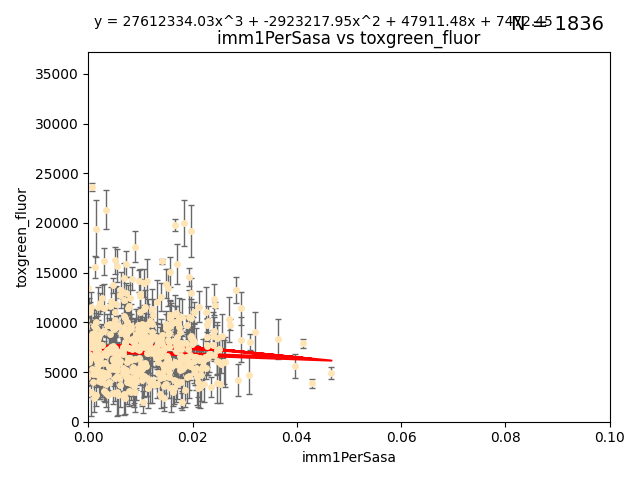 y = 27612334.03x^3 + -2923217.95x^2 + 47911.48x + 7472.45
N = 1836
imm1PerSasa vs toxgreen_fluor
35000
30000
25000
20000
15000
10000
5000
0
toxgreen_fluor
0.00
0.02
0.04
0.06
0.08
0.10
imm1PerSasa